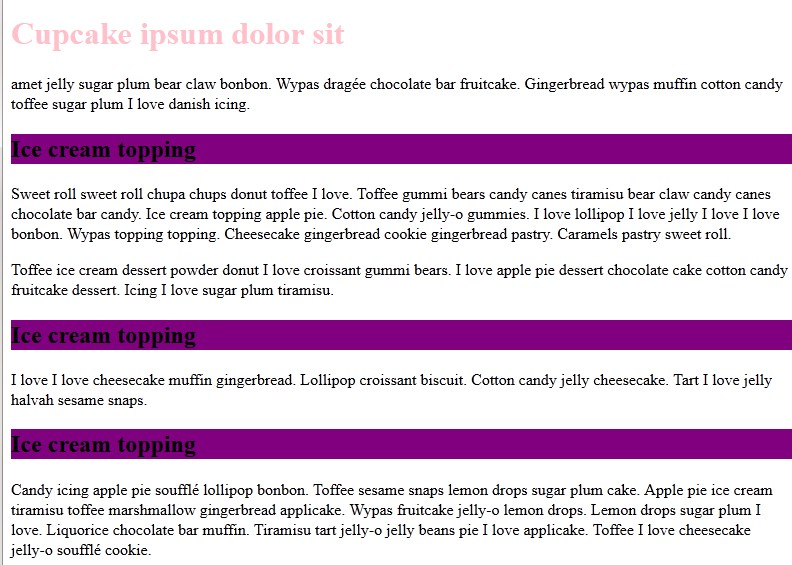 Cupcake ipsum dolor sit
amet jelly sugar plum bear claw bonbon. Wypas dragée chocolate bar fruitcake. Gingerbread wypas muffin cotton candy
toffee sugar plum I love danish icing.
Ice cream topping
Sweet roll sweet roll chupa chups donut toffee I love. Toffee gummi bears candy canes tiramisu bear claw candy canes
chocolate bar candy. Ice cream topping apple pie. Cotton candy jelly-o gummies. I love lollipop I love jelly I love I love
bonbon. Wypas topping topping. Cheesecake gingerbread cookie gingerbread pastry. Caramels pastry sweet roll.
Toffee ice cream dessert powder donut I love croissant gummi bears. I love apple pie dessert chocolate cake cotton candy
fruitcake dessert. Icing I love sugar plum tiramisu.
Ice cream topping
I love I love cheesecake muffin gingerbread. Lollipop croissant biscuit. Cotton candy jelly cheesecake. Tart I love jelly
halvah sesame snaps.
Ice cream topping
Candy icing apple pie soufflé lollipop bonbon. Toffee sesame snaps lemon drops sugar plum cake. Apple pie ice cream
tiramisu toffee marshmallow gingerbread applicake. Wypas fruitcake jelly-o lemon drops. Lemon drops sugar plum I
love. Liquorice chocolate bar muffin. Tiramisu tart jelly-o jelly beans pie I love applicake. Toffee I love cheesecake
jelly-o soufflé cookie.